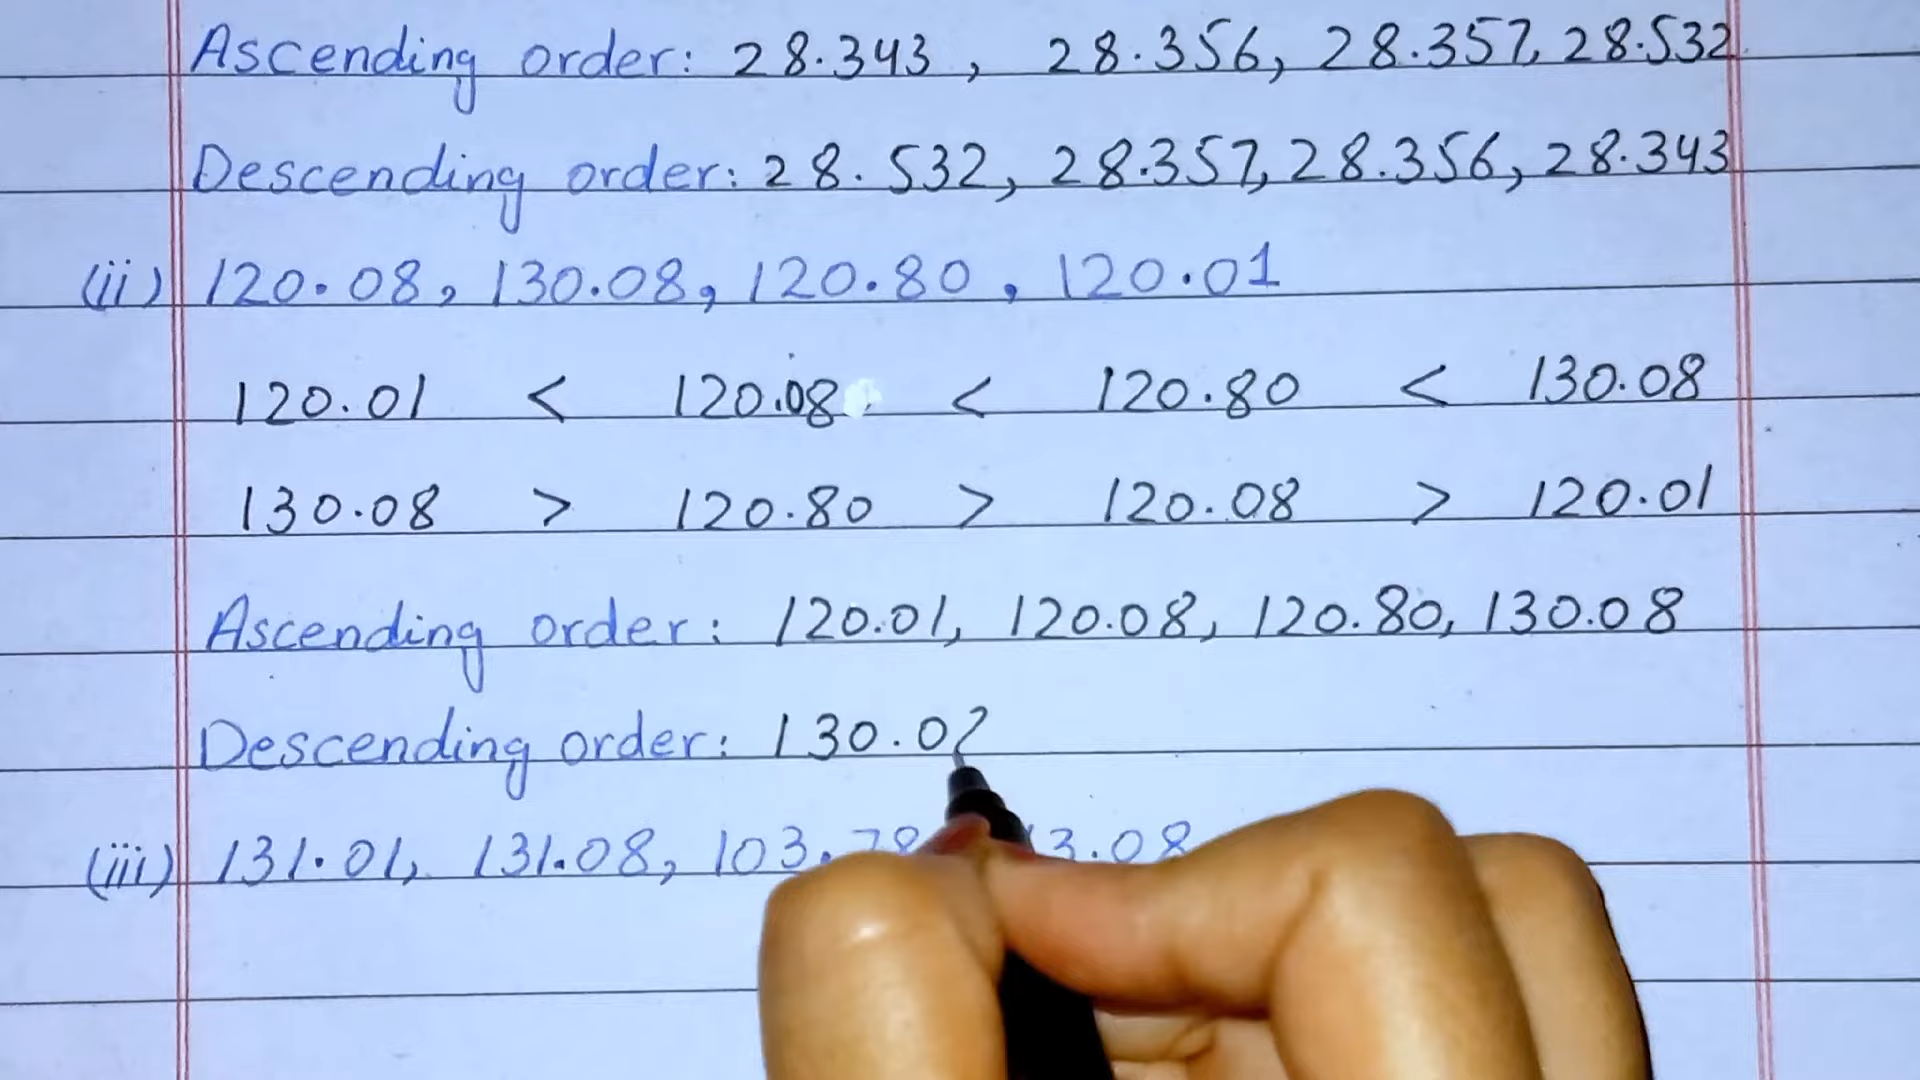 Ascending order: 28.343, 28.356, 28.357, 28.532
Descending order: 28.532, 28.357, 28.356, 28.343
(ii) 120.08, 130.08, 120.80, 120.01
120.01 < 120.08 < 120.80 < 130.08
130.08 > 120.80 > 120.08 > 120.01
Ascending order: 120.01, 120.08, 120.80, 130.08
Descending order: 130.0
(iii) 131.01, 131.08, 103.78 3.08